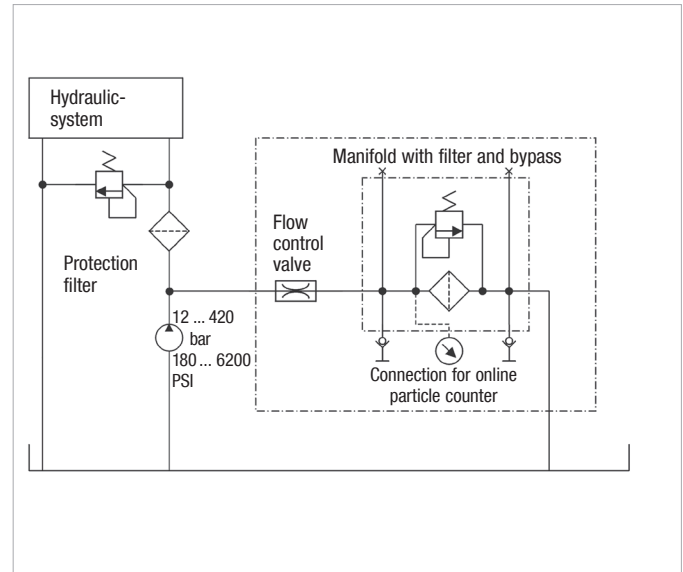 Hydraulic-
system
Manifold with filter and bypass
Flow
control
valve
Protection
filter
12 ... 420
bar
180 ... 6200
PSI
Connection for online
particle counter